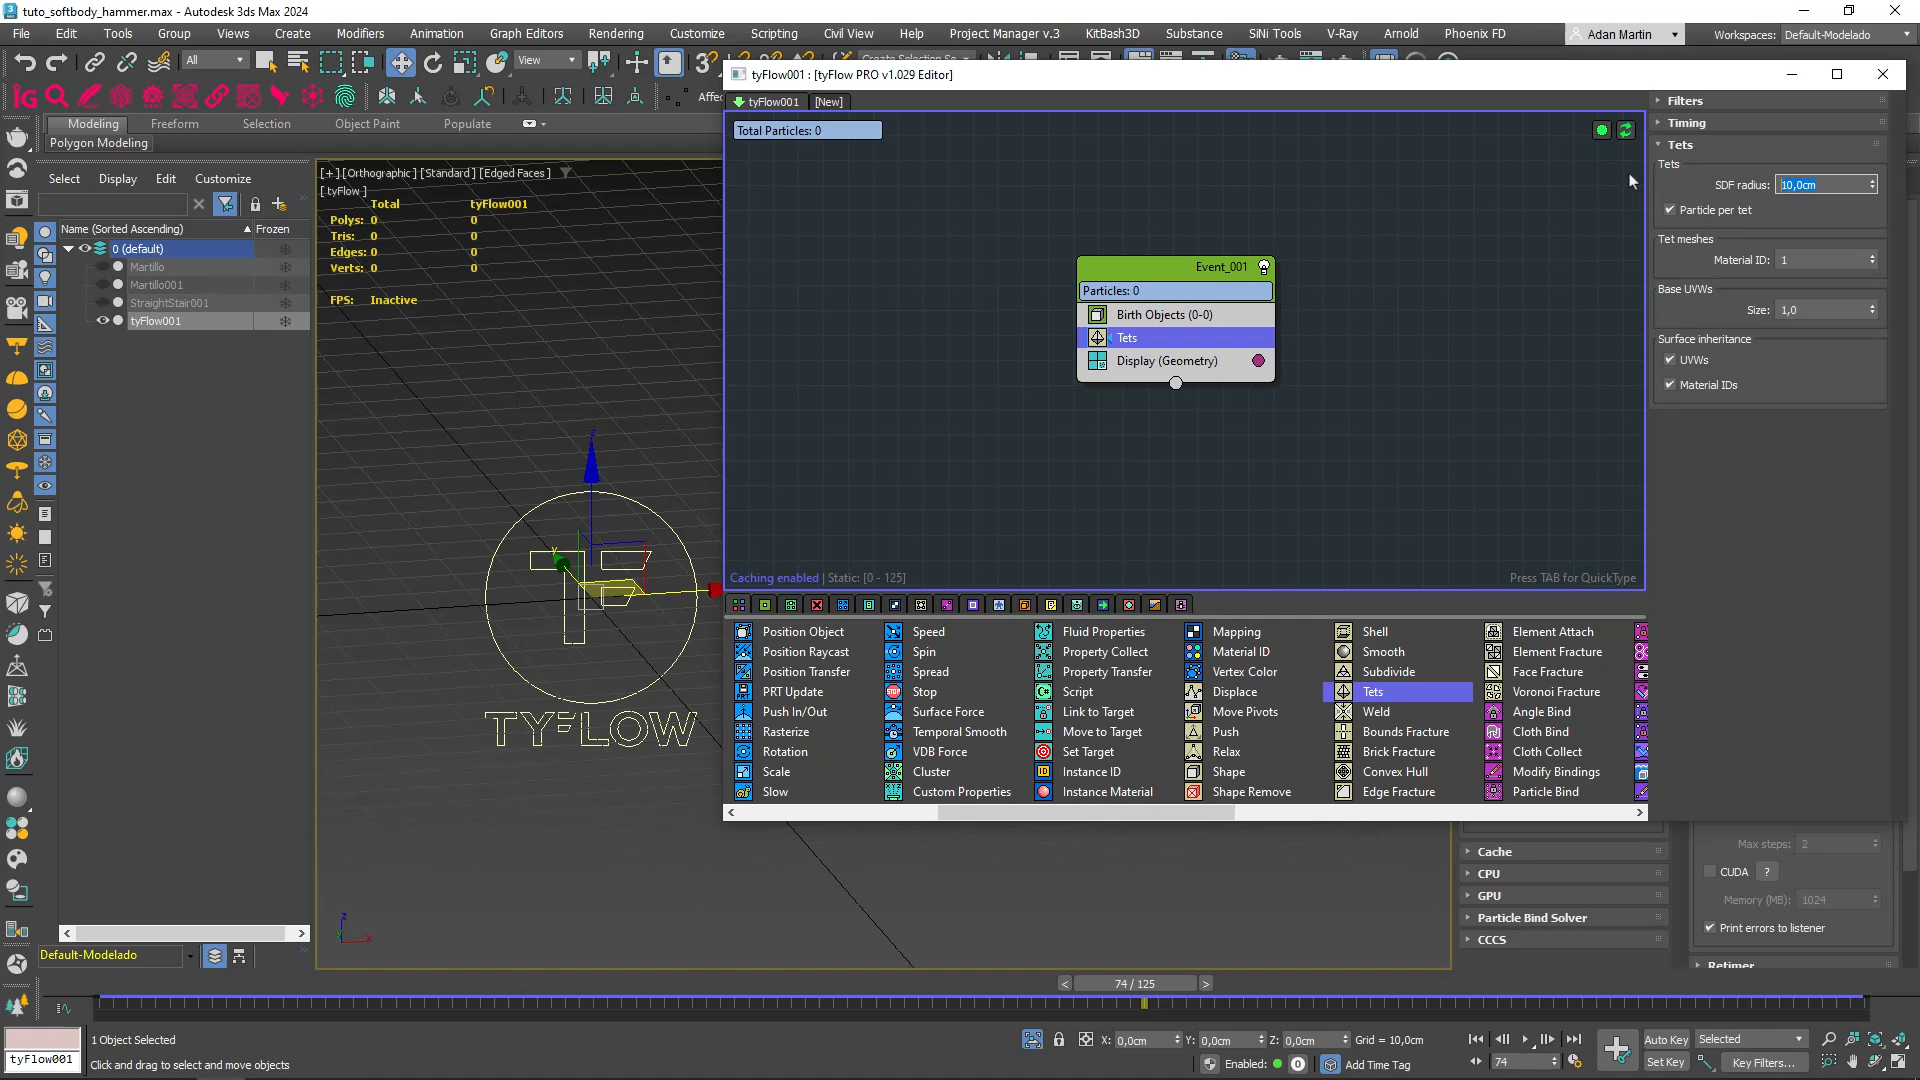 tuto_softbody_hammer.max - Autodesk 3ds Max 2024
File Edit Tools Group Views Create Modifiers Animation Graph Editors Rendering Customize Scripting Civil View Help Project Manager v.3 KitBash3D Substance SiNi Tools V-Ray Arnold Phoenix FD
Adan Martin
Workspaces: Default-Modelado
All
View
tyFlow001 : [tyFlow PRO v1.029 Editor]
Modeling Freeform Selection Object Paint Populate
Polygon Modeling
Select Display Edit Customize
Name (Sorted Ascending) Frozen
0 (default)
Martillo
Martillo001
StraightStair001
tyFlow001
[+] [Orthographic] [Standard] [Edged Faces]
[ tyFlow ]
Total tyFlow001
Polys: 0 0
Tris: 0 0
Edges: 0 0
Verts: 0 0
FPS: Inactive
TYFLOW
tyFlow001 [New]
Total Particles: 0
Event_001
Particles: 0
Birth Objects (0-0)
Tets
Display (Geometry)
Caching enabled | Static: [0 - 125]
Press TAB for QuickType
Filters
Timing
Tets
Tets
SDF radius: 10,0cm
Particle per tet
Tet meshes
Material ID: 1
Base UVWs
Size: 1,0
Surface inheritance
UVWs
Material IDs
Position Object Speed Fluid Properties Mapping Shell Element Attach
Position Raycast Spin Property Collect Material ID Smooth Element Fracture
Position Transfer Spread Property Transfer Vertex Color Subdivide Face Fracture
PRT Update Stop Script Displace Tets Voronoi Fracture
Push In/Out Surface Force Link to Target Move Pivots Weld Angle Bind
Rasterize Temporal Smooth Move to Target Push Bounds Fracture Cloth Bind
Rotation VDB Force Set Target Relax Brick Fracture Cloth Collect
Scale Cluster Instance ID Shape Convex Hull Modify Bindings
Slow Custom Properties Instance Material Shape Remove Edge Fracture Particle Bind
Cache
CPU
GPU
Particle Bind Solver
CCCS
Max steps: 2
CUDA ?
Memory (MB): 1024
Print errors to listener
Retimer
Default-Modelado
74 / 125
tyFlow001
1 Object Selected
Click and drag to select and move objects
X: 0,0cm Y: 0,0cm Z: 0,0cm Grid = 10,0cm
Enabled: 0 Add Time Tag
74
Auto Key Selected
Set Key Key Filters...